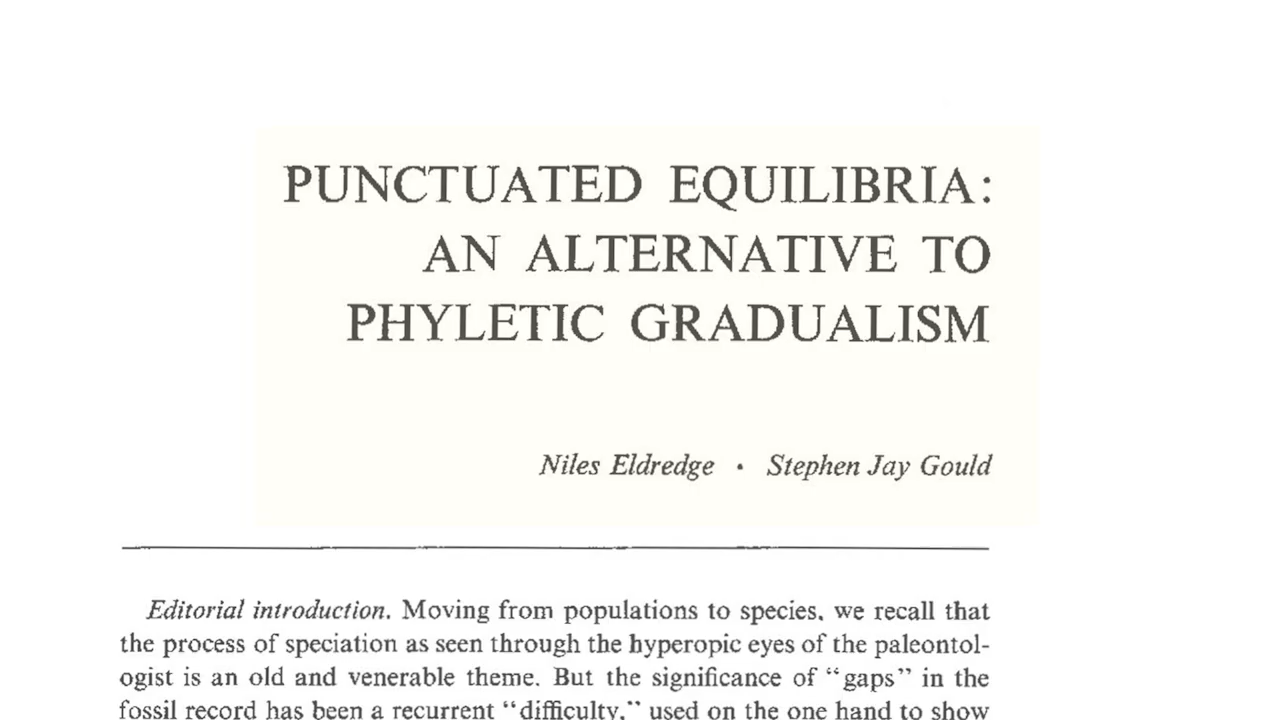 PUNCTUATED EQUILIBRIA:
AN ALTERNATIVE TO
PHYLETIC GRADUALISM
Niles Eldredge • Stephen Jay Gould
Editorial introduction. Moving from populations to species, we recall that
the process of speciation as seen through the hyperopic eyes of the paleontol-
ogist is an old and venerable theme. But the significance of “gaps” in the
fossil record has been a recurrent “difficulty,” used on the one hand to show